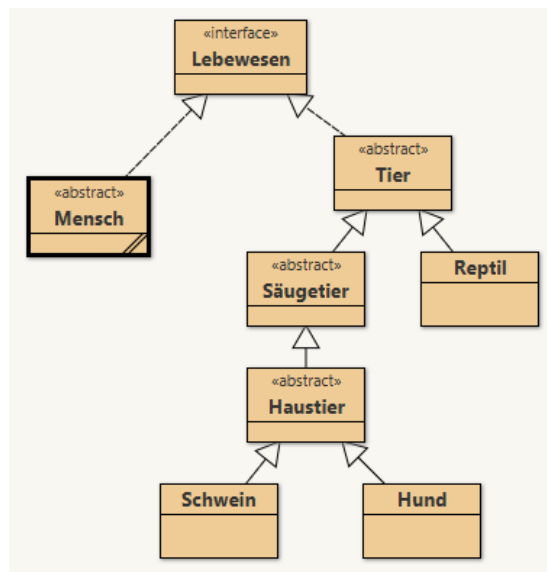 «interface»
Lebewesen
«abstract»
Tier
«abstract»
Mensch
«abstract»
Säugetier
Reptil
«abstract»
Haustier
Schwein
Hund